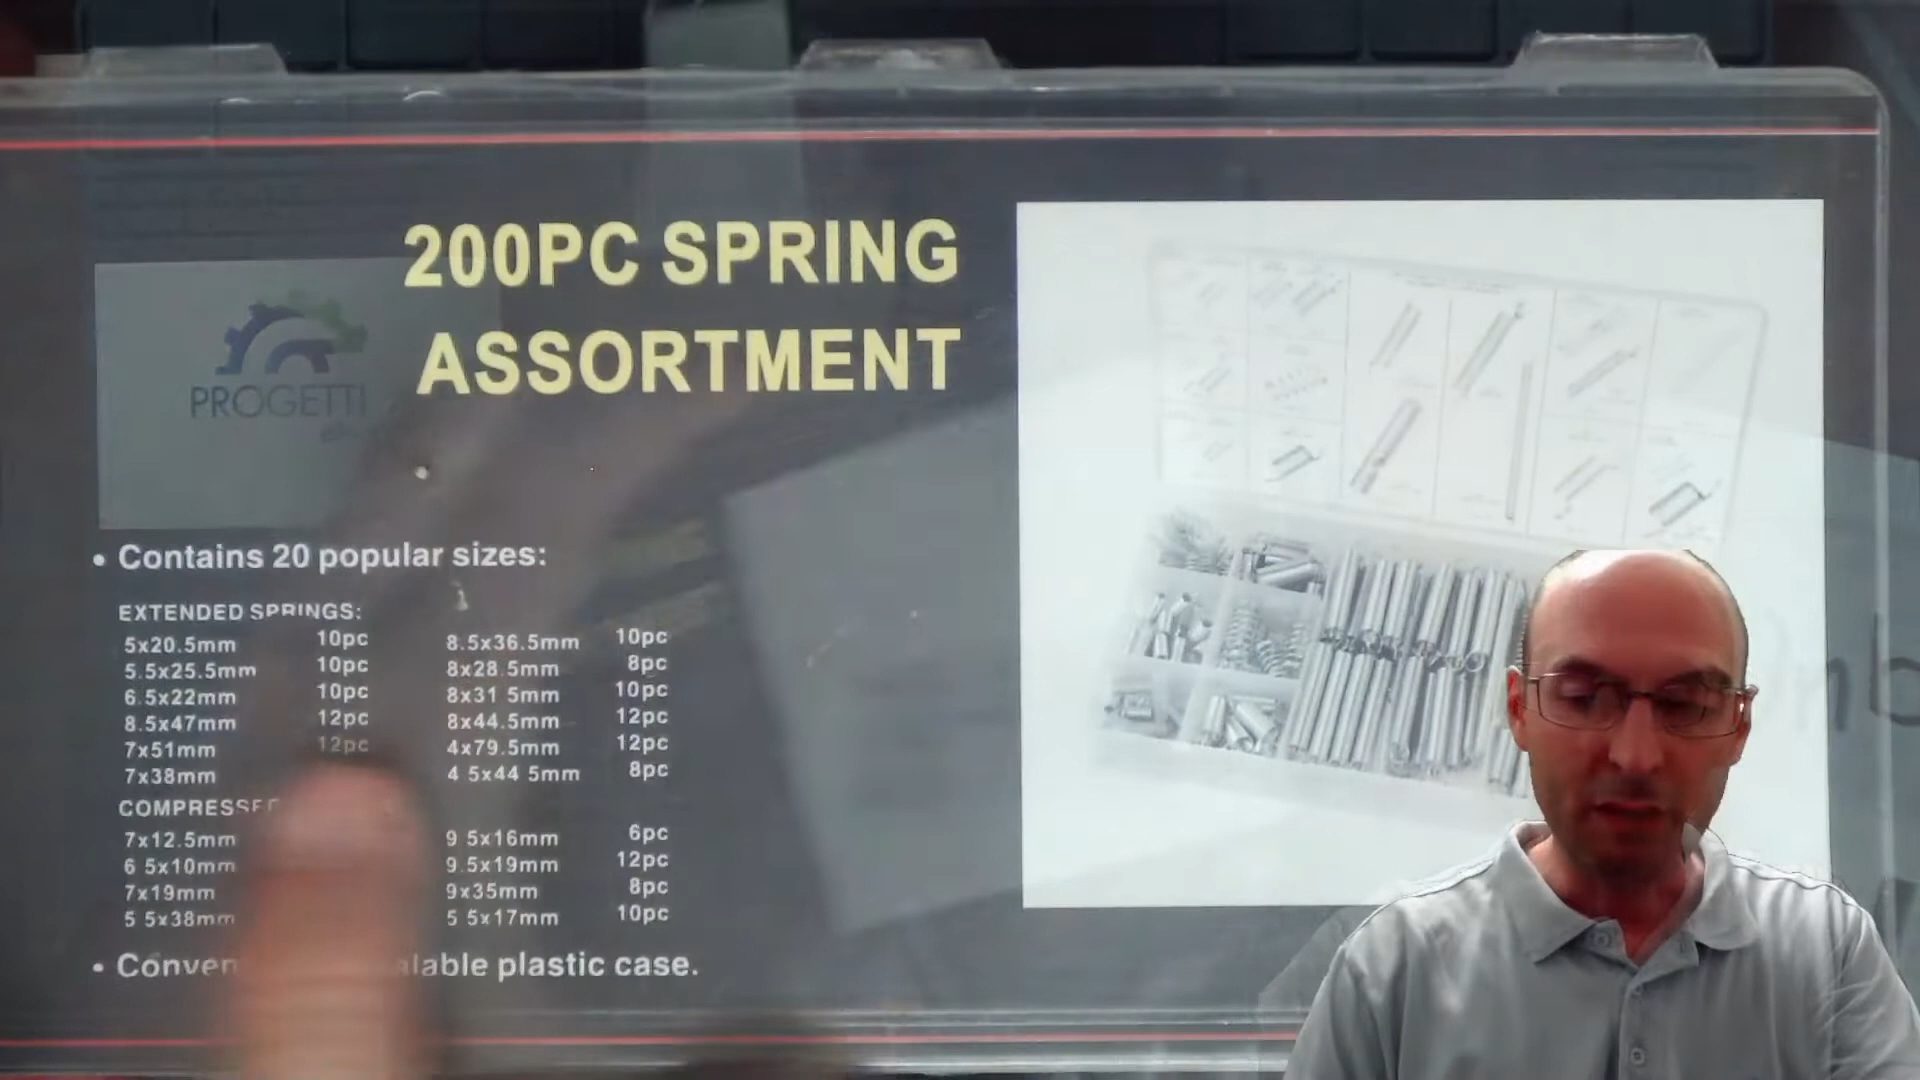 200PC SPRING
ASSORTMENT
PROGETTI
• Contains 20 popular sizes:
EXTENDED SPRINGS:
5x20.5mm 10pc 8.5x36.5mm 10pc
5.5x25.5mm 10pc 8x28.5mm 8pc
6.5x22mm 10pc 8x31 5mm 10pc
8.5x47mm 12pc 8x44.5mm 12pc
7x51mm 12pc 4x79.5mm 12pc
7x38mm 4 5x44 5mm 8pc
7x12.5mm 9 5x16mm 6pc
6 5x10mm 9.5x19mm 12pc
7x19mm 9x35mm 8pc
5 5x38mm 5 5x17mm 10pc
• plastic case.